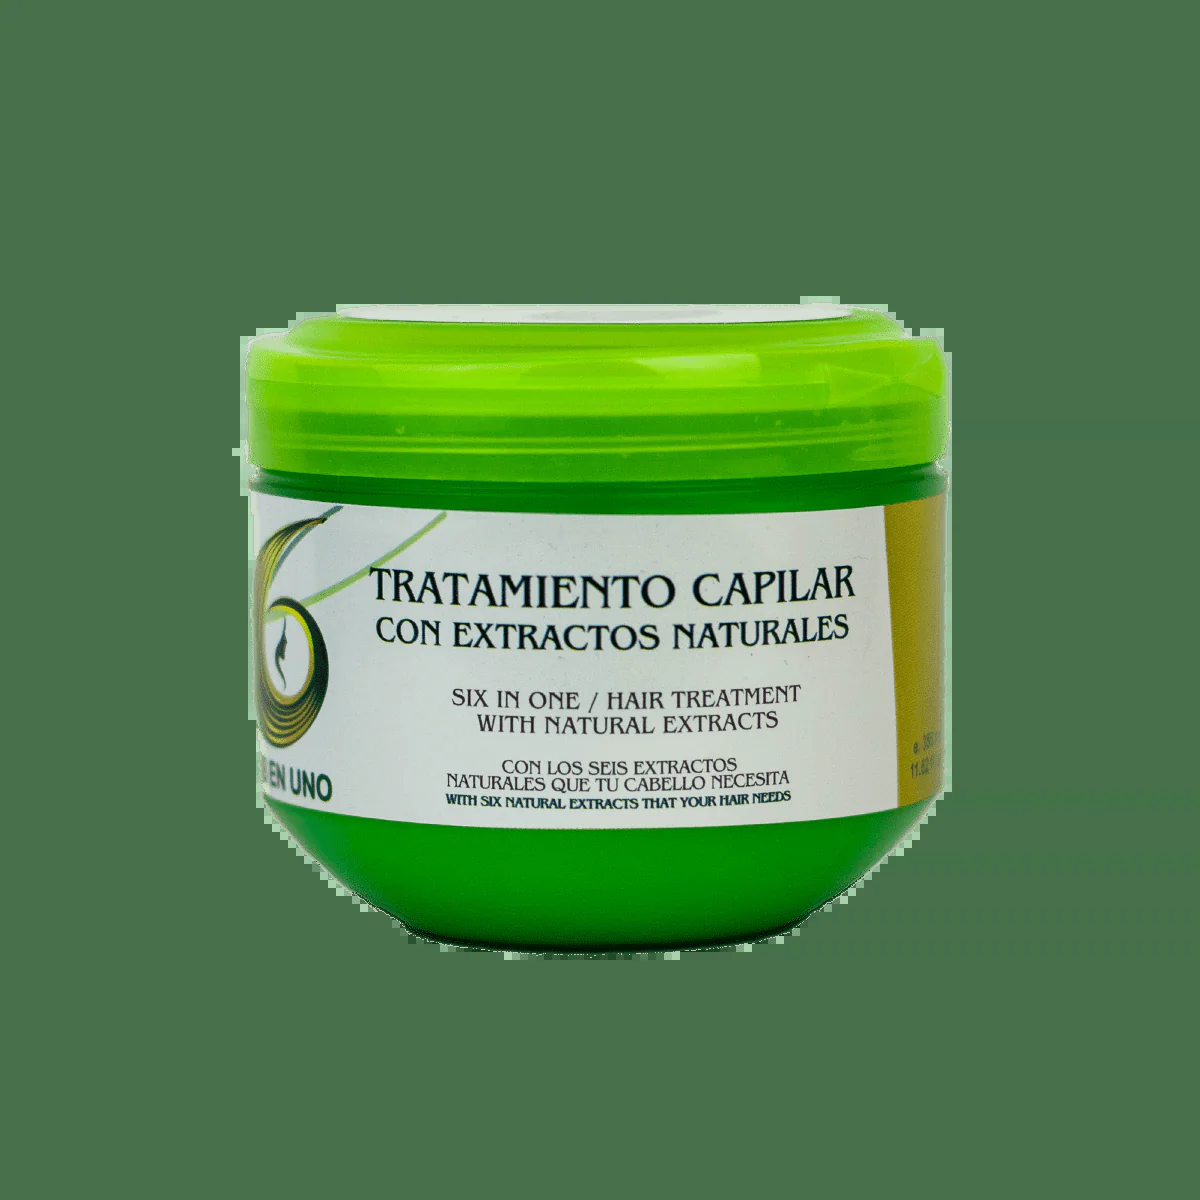 TRATAMIENTO CAPILAR
CON EXTRACTOS NATURALES
SIX IN ONE / HAIR TREATMENT
WITH NATURAL EXTRACTS
CON LOS SEIS EXTRACTOS
NATURALES QUE TU CABELLO NECESITA
WITH SIX NATURAL EXTRACTS THAT YOUR HAIR NEEDS
6
EN UNO